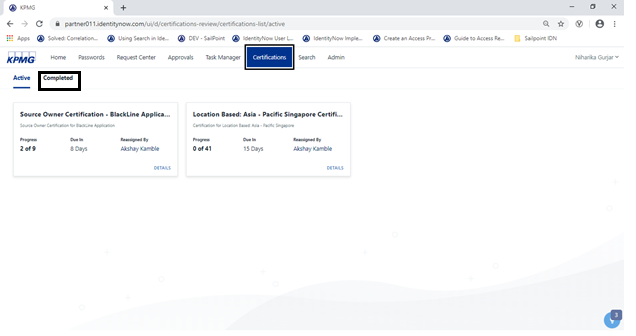 KPMG
partner011.identitynow.com/ui/d/certifications-review/certifications-list/active
Apps Solved: Correlation... Using Search in Ide... DEV - SailPoint IdentityNow User L... IdentityNow Imple... Create an Access Pr... Guide to Access Re... Sailpoint IDN
KPMG Home Passwords Request Center Approvals Task Manager Certifications Search Admin Niharika Gurjar
Active Completed
Source Owner Certification - BlackLine Applica...
Source Owner Certification for BlackLine Application
Progress Due In Reassigned By
2 of 9 8 Days Akshay Kamble
DETAILS
Location Based: Asia - Pacific Singapore Certifi...
Certification for Location Based: Asia - Pacific Singapore
Progress Due In Reassigned By
0 of 41 15 Days Akshay Kamble
DETAILS
3